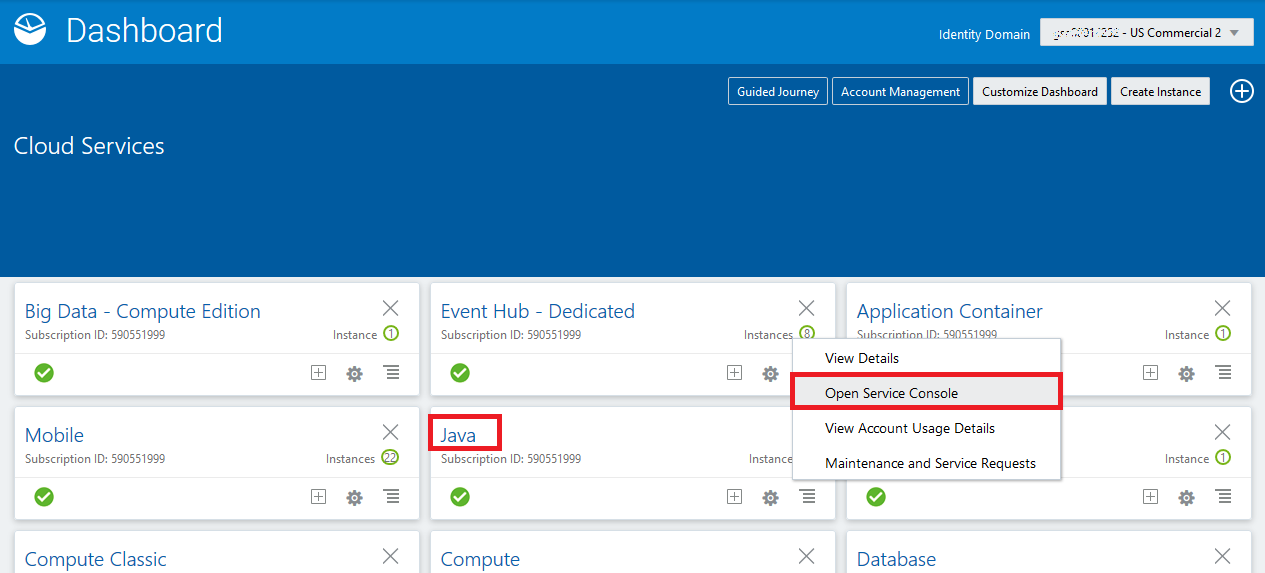 Dashboard
Identity Domain
- US Commercial 2
Guided Journey
Account Management
Customize Dashboard
Create Instance
Cloud Services
Big Data - Compute Edition
Subscription ID: 590551999
Instance 1
Event Hub - Dedicated
Subscription ID: 590551999
Instances 8
Application Container
Subscription ID: 590551999
Instance 1
View Details
Open Service Console
View Account Usage Details
Maintenance and Service Requests
Mobile
Subscription ID: 590551999
Instances 22
Java
Subscription ID: 590551999
Instance
Instance 1
Compute Classic
Compute
Database